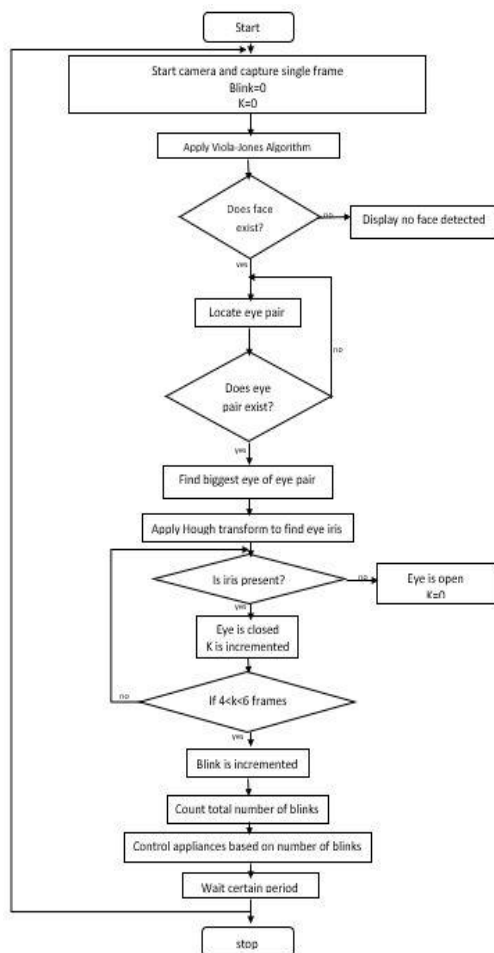 Start
Start camera and capture single frame
Blink=0
K=0
Apply Viola-Jones Algorithm
Does face
exist?
no
Display no face detected
yes
Locate eye pair
no
Does eye
pair exist?
yes
Find biggest eye of eye pair
Apply Hough transform to find eye iris
Is iris present?
no
Eye is open
K=0
yes
Eye is closed
K is incremented
no
If 4<k<6 frames
yes
Blink is incremented
Count total number of blinks
Control appliances based on number of blinks
Wait certain period
stop